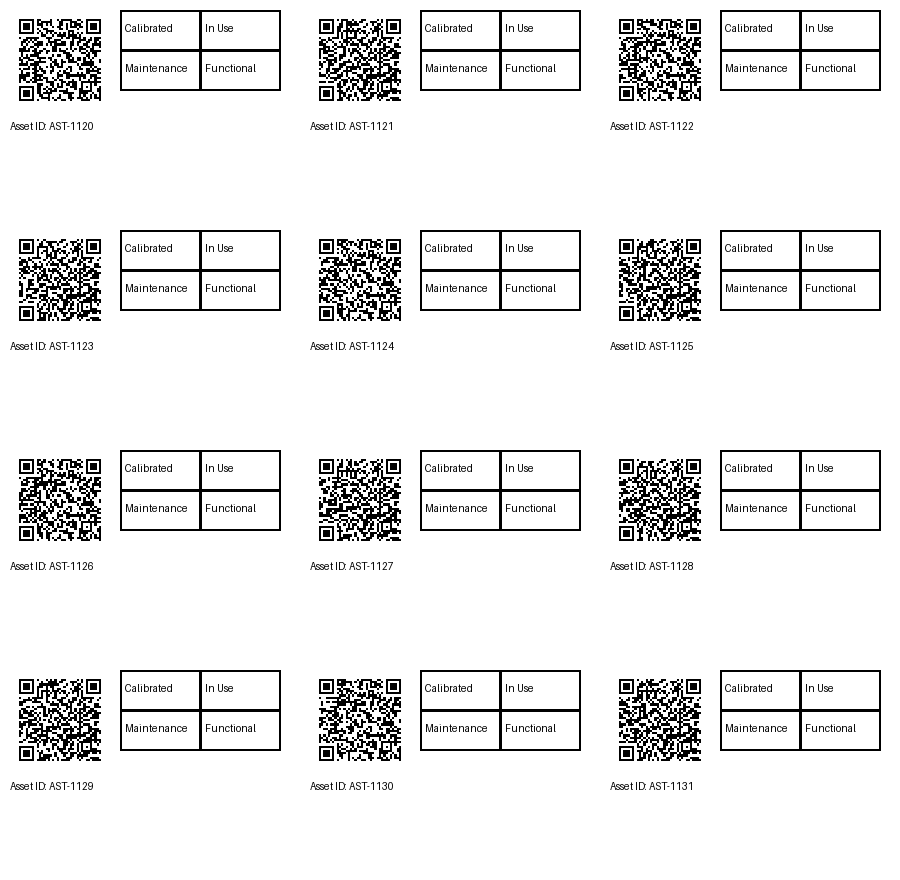 Calibrated In Use
Maintenance Functional
Asset ID: AST-1120
Calibrated In Use
Maintenance Functional
Asset ID: AST-1121
Calibrated In Use
Maintenance Functional
Asset ID: AST-1122
Calibrated In Use
Maintenance Functional
Asset ID: AST-1123
Calibrated In Use
Maintenance Functional
Asset ID: AST-1124
Calibrated In Use
Maintenance Functional
Asset ID: AST-1125
Calibrated In Use
Maintenance Functional
Asset ID: AST-1126
Calibrated In Use
Maintenance Functional
Asset ID: AST-1127
Calibrated In Use
Maintenance Functional
Asset ID: AST-1128
Calibrated In Use
Maintenance Functional
Asset ID: AST-1129
Calibrated In Use
Maintenance Functional
Asset ID: AST-1130
Calibrated In Use
Maintenance Functional
Asset ID: AST-1131